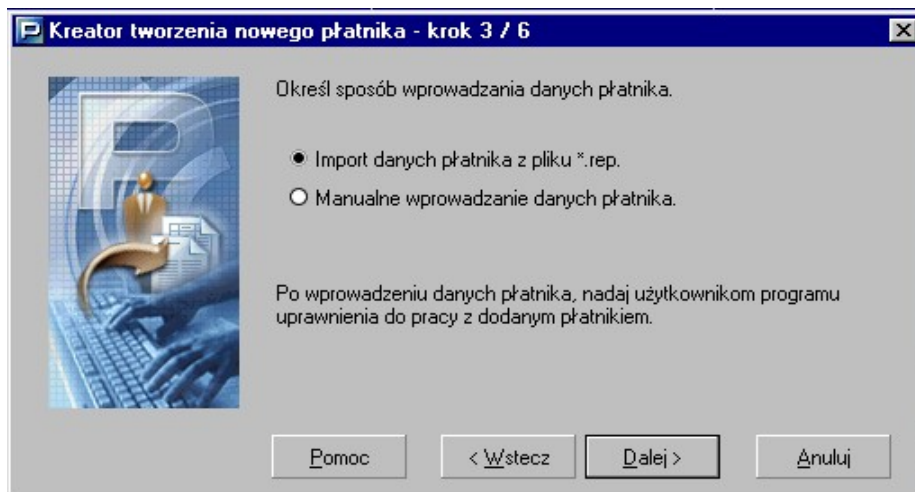 Kreator tworzenia nowego płatnika - krok 3 / 6
Określ sposób wprowadzania danych płatnika.
Import danych płatnika z pliku *.rep.
Manualne wprowadzanie danych płatnika.
Po wprowadzeniu danych płatnika, nadaj użytkownikom programu
uprawnienia do pracy z dodanym płatnikiem.
Pomoc
< Wstecz
Dalej >
Anuluj